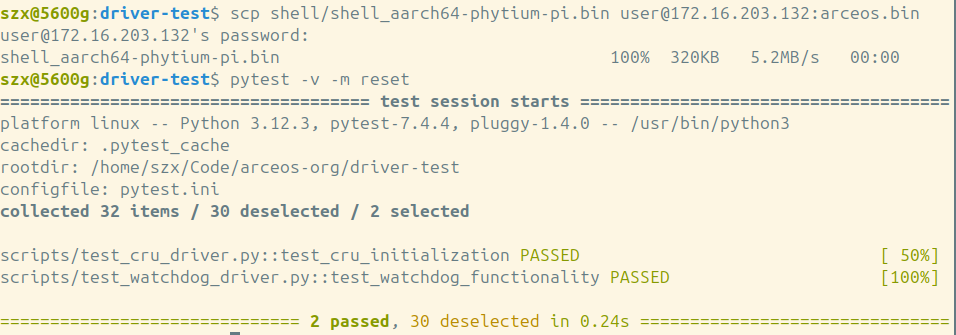 szx@5600g:driver-test$ scp shell/shell_aarch64-phytium-pi.bin user@172.16.203.132:arceos.bin
user@172.16.203.132's password:
shell_aarch64-phytium-pi.bin                                  100%  320KB   5.2MB/s   00:00
szx@5600g:driver-test$ pytest -v -m reset
===================================== test session starts =====================================
platform linux -- Python 3.12.3, pytest-7.4.4, pluggy-1.4.0 -- /usr/bin/python3
cachedir: .pytest_cache
rootdir: /home/szx/Code/arceos-org/driver-test
configfile: pytest.ini
collected 32 items / 30 deselected / 2 selected
scripts/test_cru_driver.py::test_cru_initialization PASSED                              [ 50%]
scripts/test_watchdog_driver.py::test_watchdog_functionality PASSED                     [100%]
============================== 2 passed, 30 deselected in 0.24s ===============================